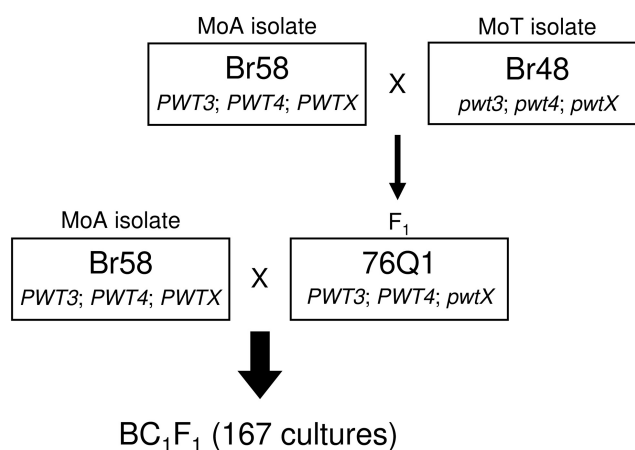 MoA isolate
MoT isolate
Br58
PWT3; PWT4; PWTX
X
Br48
pwt3; pwt4; pwtX
MoA isolate
F₁
Br58
PWT3; PWT4; PWTX
X
76Q1
PWT3; PWT4; pwtX
BC₁F₁ (167 cultures)